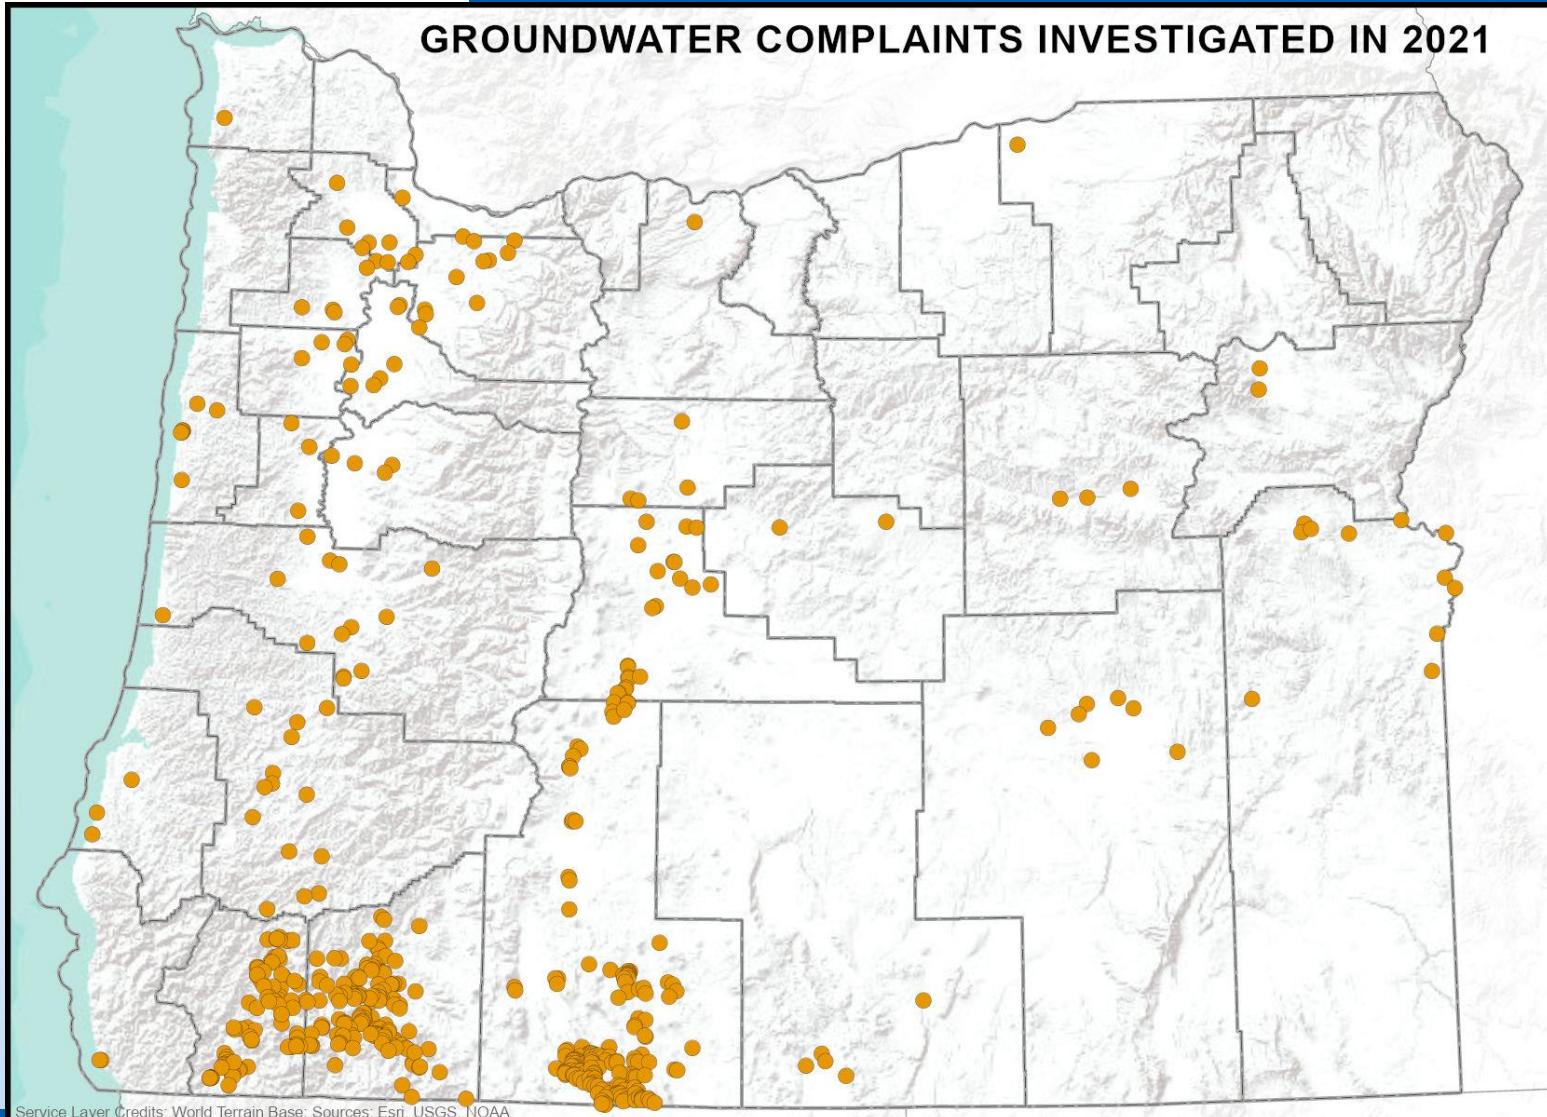 GROUNDWATER COMPLAINTS INVESTIGATED IN 2021
Service Layer Credits: World Terrain Base: Sources: Esri, USGS, NOAA